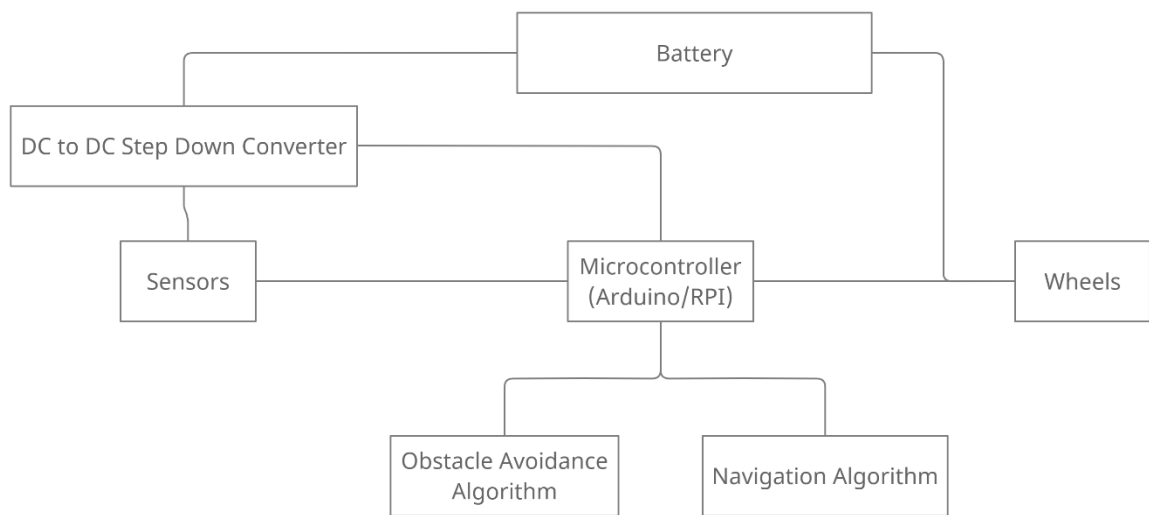 Battery
DC to DC Step Down Converter
Sensors
Microcontroller
(Arduino/RPI)
Wheels
Obstacle Avoidance
Algorithm
Navigation Algorithm